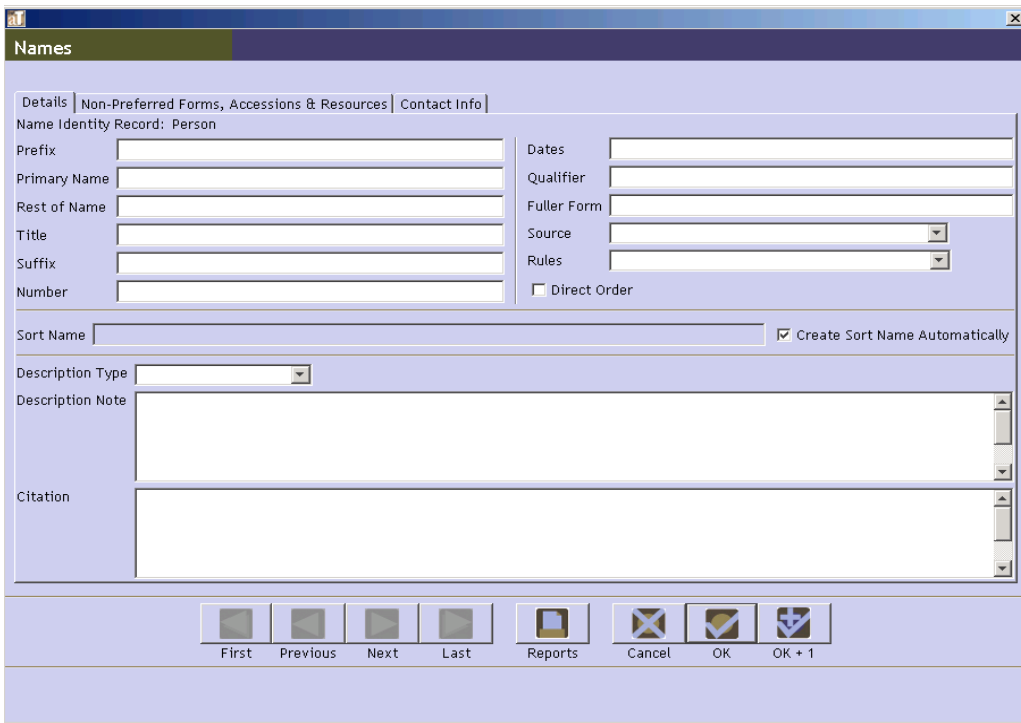 aT
Names
Details Non-Preferred Forms, Accessions & Resources Contact Info
Name Identity Record: Person
Prefix
Primary Name
Rest of Name
Title
Suffix
Number
Dates
Qualifier
Fuller Form
Source
Rules
Direct Order
Sort Name
Create Sort Name Automatically
Description Type
Description Note
Citation
First Previous Next Last Reports Cancel OK OK + 1